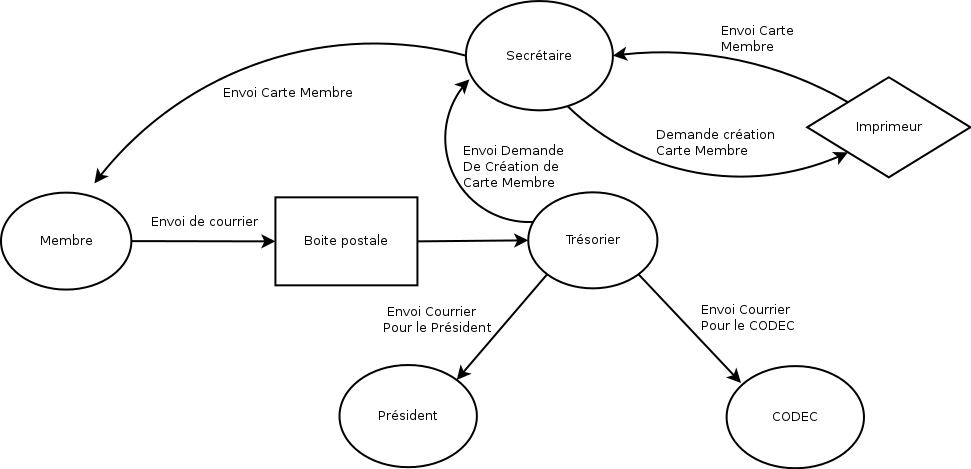 Envoi Carte
Membre
Secrétaire
Envoi Carte Membre
Imprimeur
Demande création
Carte Membre
Envoi Demande
De Création de
Carte Membre
Envoi de courrier
Membre
Boite postale
Trésorier
Envoi Courrier
Pour le Président
Envoi Courrier
Pour le CODEC
Président
CODEC